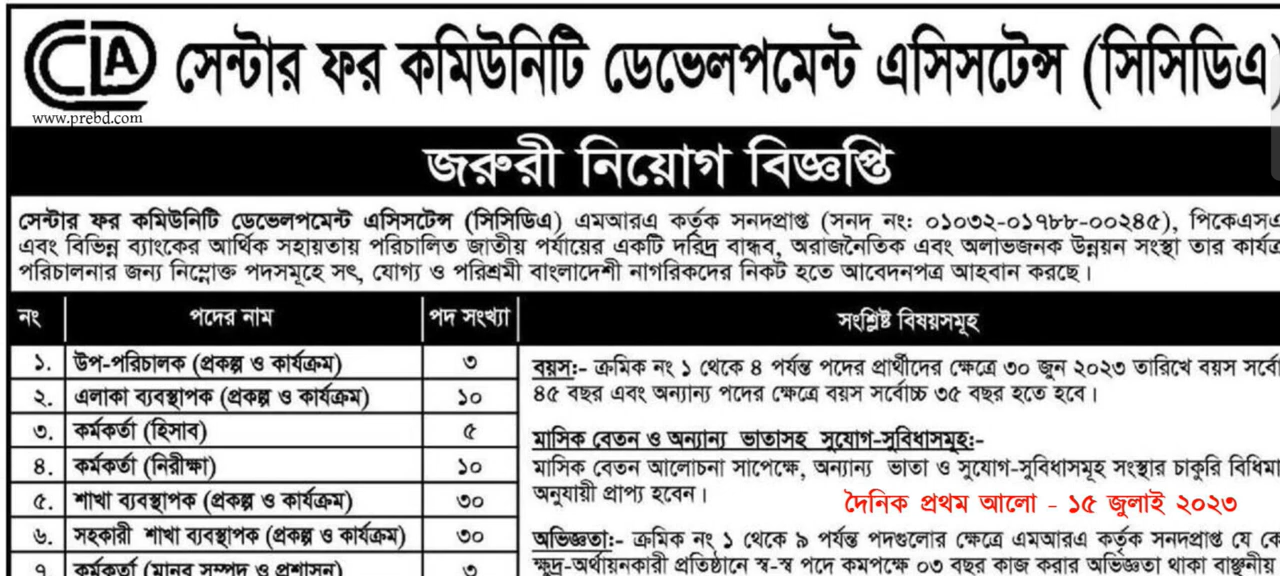 CCDA সেন্টার ফর কমিউনিটি ডেভেলপমেন্ট এসিসটেন্স (সিসিডিএ)
www.prebd.com
জরুরী নিয়োগ বিজ্ঞপ্তি
সেন্টার ফর কমিউনিটি ডেভেলপমেন্ট এসিসটেন্স (সিসিডিএ) এমআরএ কর্তৃক সনদপ্রাপ্ত (সনদ নং: ০১০৩২-০১৭৮৮-০০২৪৫), পিকেএসএ
এবং বিভিন্ন ব্যাংকের আর্থিক সহায়তায় পরিচালিত জাতীয় পর্যায়ের একটি দরিদ্র বান্ধব, অরাজনৈতিক এবং অলাভজনক উন্নয়ন সংস্থা তার কার্যক্র
পরিচালনার জন্য নিম্নোক্ত পদসমূহে সৎ, যোগ্য ও পরিশ্রমী বাংলাদেশী নাগরিকদের নিকট হতে আবেদনপত্র আহবান করছে।
নং পদের নাম পদ সংখ্যা সংশ্লিষ্ট বিষয়সমূহ
১. উপ-পরিচালক (প্রকল্প ও কার্যক্রম) ৩
২. এলাকা ব্যবস্থাপক (প্রকল্প ও কার্যক্রম) ১০
৩. কর্মকর্তা (হিসাব) ৫
৪. কর্মকর্তা (নিরীক্ষা) ১০
৫. শাখা ব্যবস্থাপক (প্রকল্প ও কার্যক্রম) ৩০
৬. সহকারী শাখা ব্যবস্থাপক (প্রকল্প ও কার্যক্রম) ৩০
৭. কর্মকর্তা (মানব সম্পদ ও প্রশাসন) ৩
বয়স:- ক্রমিক নং ১ থেকে ৪ পর্যন্ত পদের প্রার্থীদের ক্ষেত্রে ৩০ জুন ২০২৩ তারিখে বয়স সর্বো
৪৫ বছর এবং অন্যান্য পদের ক্ষেত্রে বয়স সর্বোচ্চ ৩৫ বছর হতে হবে।
মাসিক বেতন ও অন্যান্য ভাতাসহ সুযোগ-সুবিধাসমূহ:-
মাসিক বেতন আলোচনা সাপেক্ষে, অন্যান্য ভাতা ও সুযোগ-সুবিধাসমূহ সংস্থার চাকুরি বিধিমা
অনুযায়ী প্রাপ্য হবেন।
দৈনিক প্রথম আলো - ১৫ জুলাই ২০২৩
অভিজ্ঞতা:- ক্রমিক নং ১ থেকে ৯ পর্যন্ত পদগুলোর ক্ষেত্রে এমআরএ কর্তৃক সনদপ্রাপ্ত যে কো
ক্ষুদ্র-অর্থায়নকারী প্রতিষ্ঠানে স্ব-স্ব পদে কমপক্ষে ০৩ বছর কাজ করার অভিজ্ঞতা থাকা বাঞ্ছনীয়